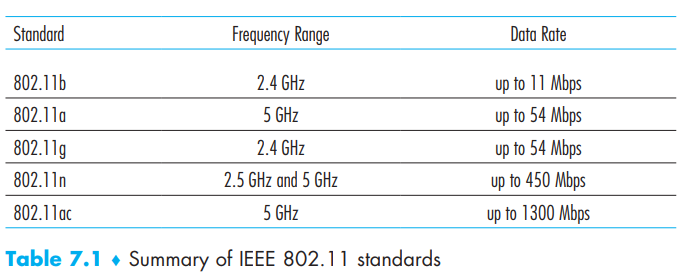 Standard Frequency Range Data Rate
802.11b 2.4 GHz up to 11 Mbps
802.11a 5 GHz up to 54 Mbps
802.11g 2.4 GHz up to 54 Mbps
802.11n 2.5 GHz and 5 GHz up to 450 Mbps
802.11ac 5 GHz up to 1300 Mbps
Table 7.1 ♦ Summary of IEEE 802.11 standards